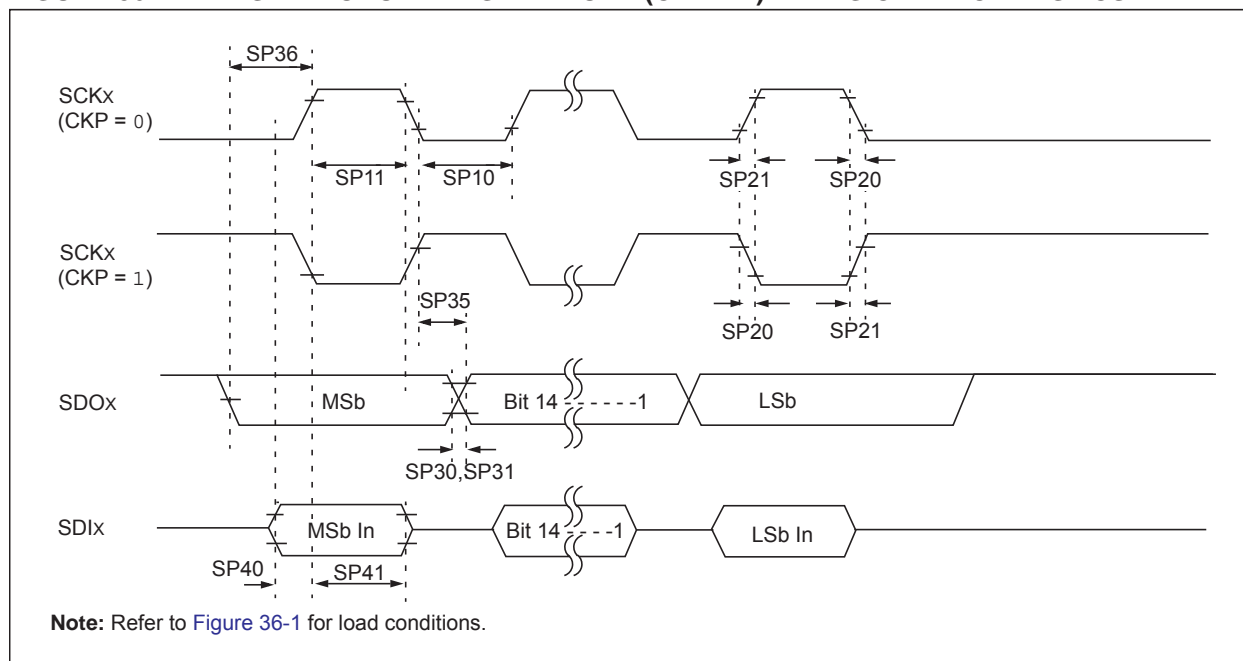 SP36
SCKx
(CKP = 0)
SP11
SP10
SP21
SP20
SCKx
(CKP = 1)
SP35
SP20
SP21
SDOx
MSb
Bit 14 - - - - - -1
LSb
SP30,SP31
SDIx
MSb In
Bit 14 - - - -1
LSb In
SP40
SP41
Note: Refer to Figure 36-1 for load conditions.